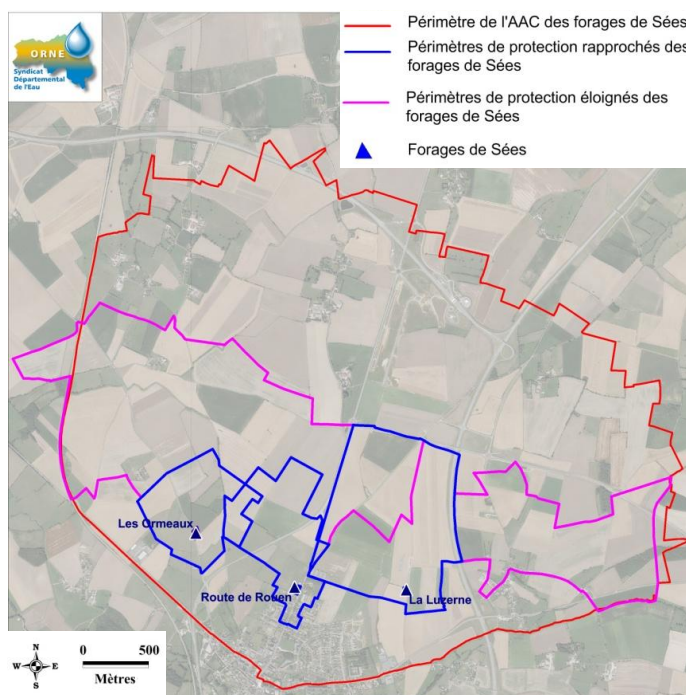 ORNE
Syndicat
Départemental
de l'Eau
Périmètre de l'AAC des forages de Sées
Périmètres de protection rapprochés des
forages de Sées
Périmètres de protection éloignés des
forages de Sées
Forages de Sées
Les Ormeaux
Route de Rouen
La Luzerne
N
W
E
S
0
500
Mètres